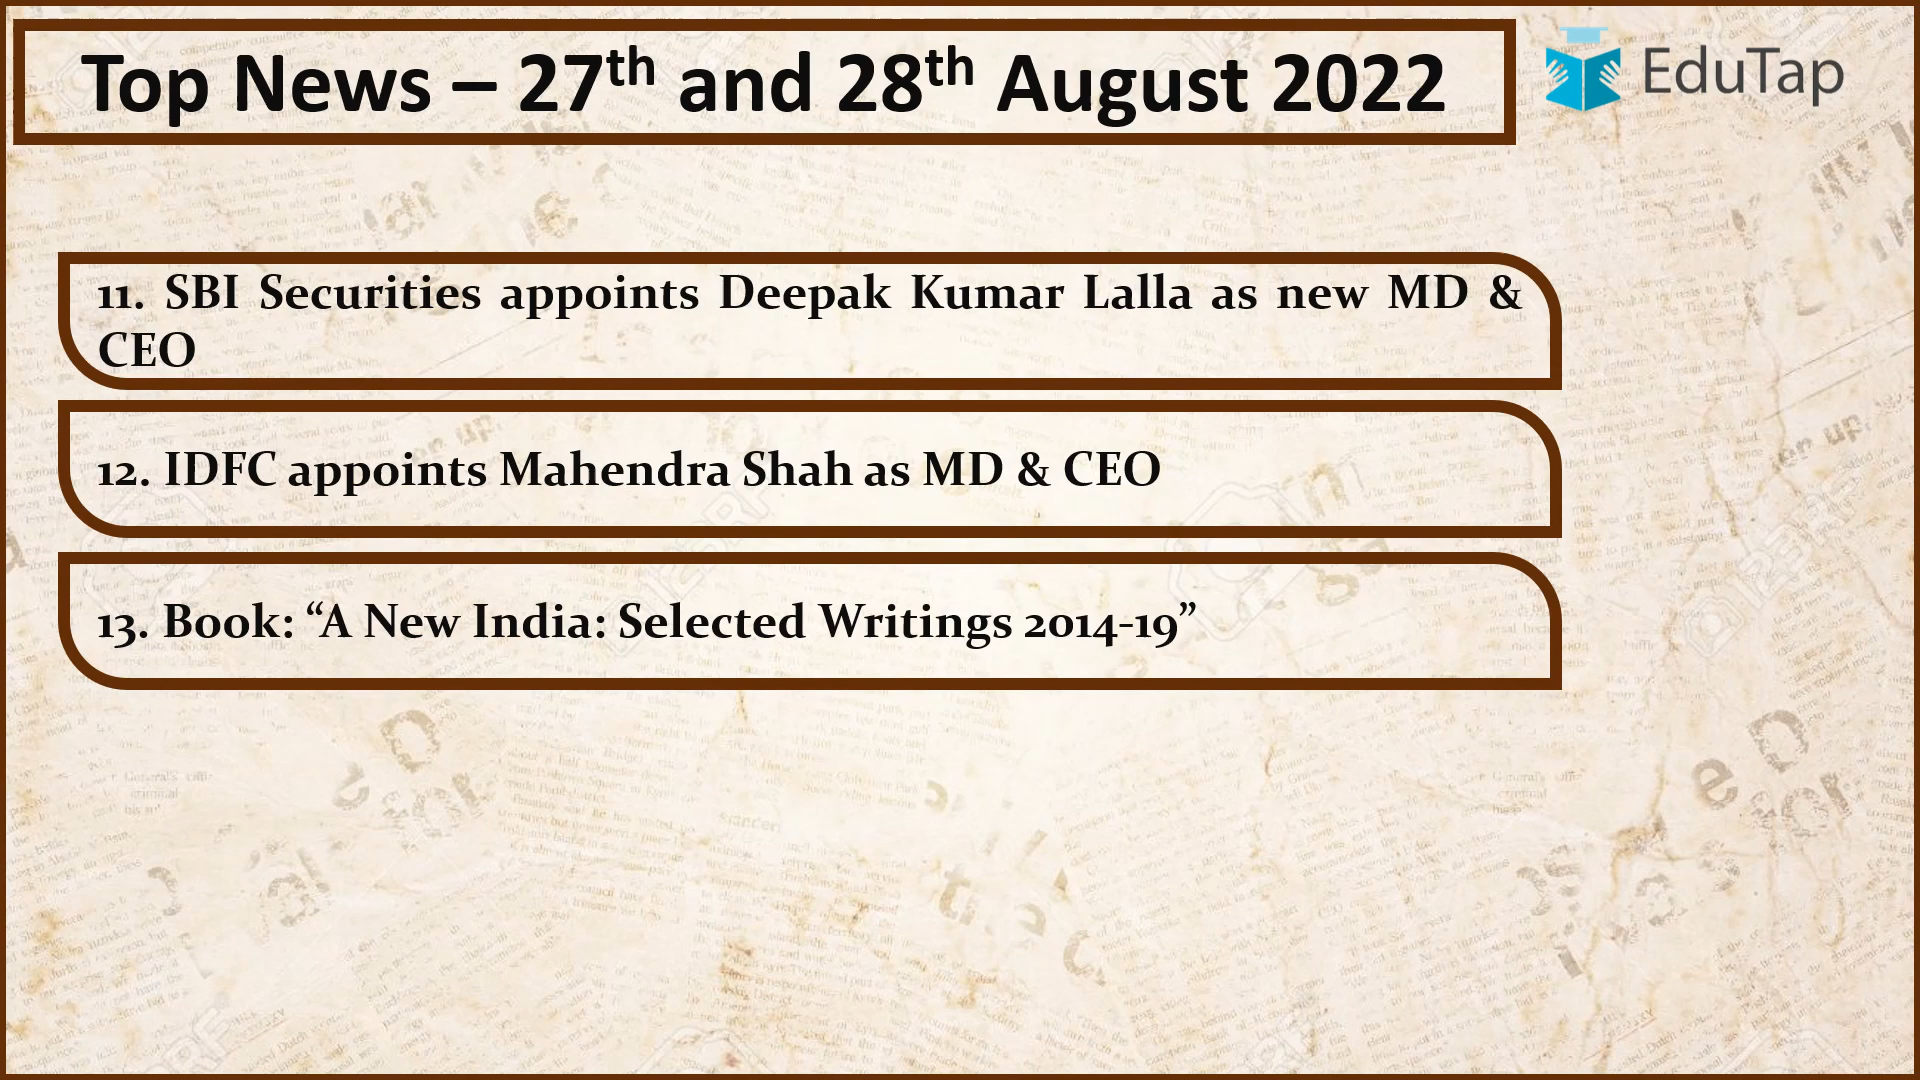 Top News – 27th and 28th August 2022
EduTap
11. SBI Securities appoints Deepak Kumar Lalla as new MD &
CEO
12. IDFC appoints Mahendra Shah as MD & CEO
13. Book: “A New India: Selected Writings 2014-19”